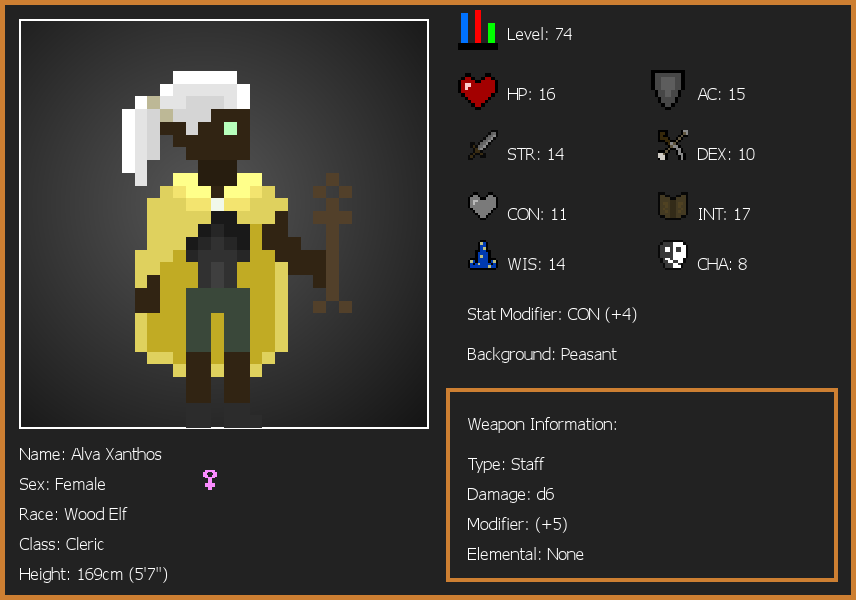 Level: 74
HP: 16
AC: 15
STR: 14
DEX: 10
CON: 11
INT: 17
WIS: 14
CHA: 8
Stat Modifier: CON (+4)
Background: Peasant
Weapon Information:
Type: Staff
Damage: d6
Modifier: (+5)
Elemental: None
Name: Alva Xanthos
Sex: Female
Race: Wood Elf
Class: Cleric
Height: 169cm (5'7")